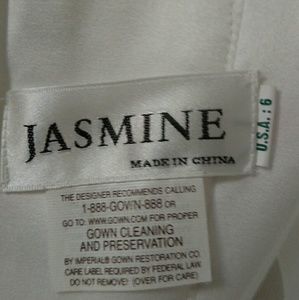 JASMINE
MADE IN CHINA
U.S.A.: 6
THE DESIGNER RECOMMENDS CALLING
1-888-GOWN-888 OR
GO TO: WWW.GOWN.COM FOR PROPER
GOWN CLEANING
AND PRESERVATION
BY IMPERIAL® GOWN RESTORATION CO.
CARE LABEL REQUIRED BY FEDERAL LAW.
DO NOT REMOVE! (OVER FOR CARE)